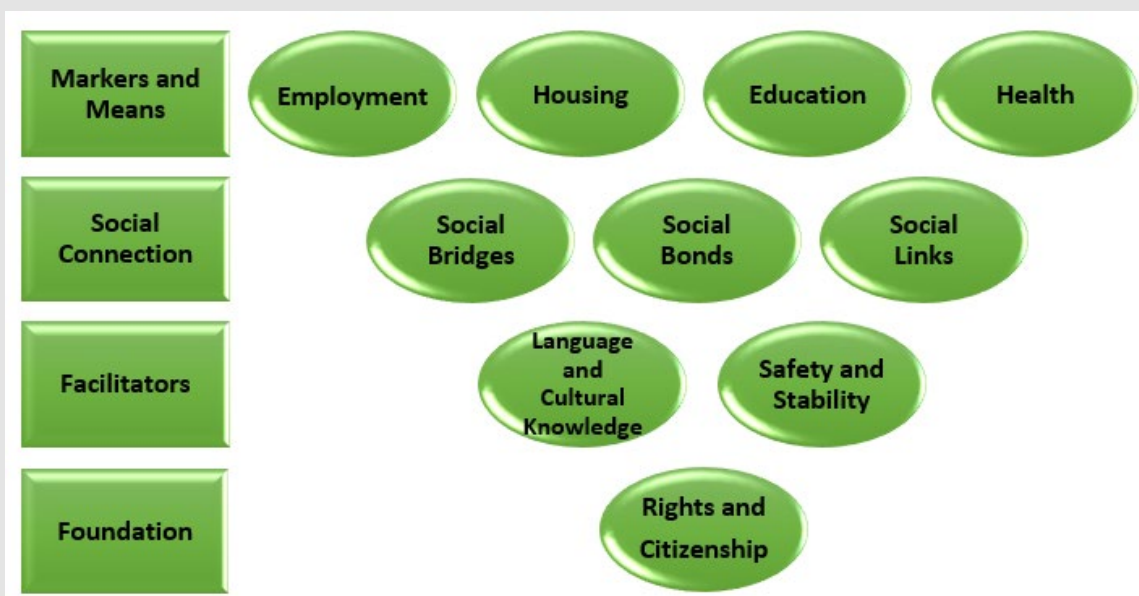 Markers and
Means
Employment
Housing
Education
Health
Social
Connection
Social
Bridges
Social
Bonds
Social
Links
Facilitators
Language
and
Cultural
Knowledge
Safety and
Stability
Foundation
Rights and
Citizenship